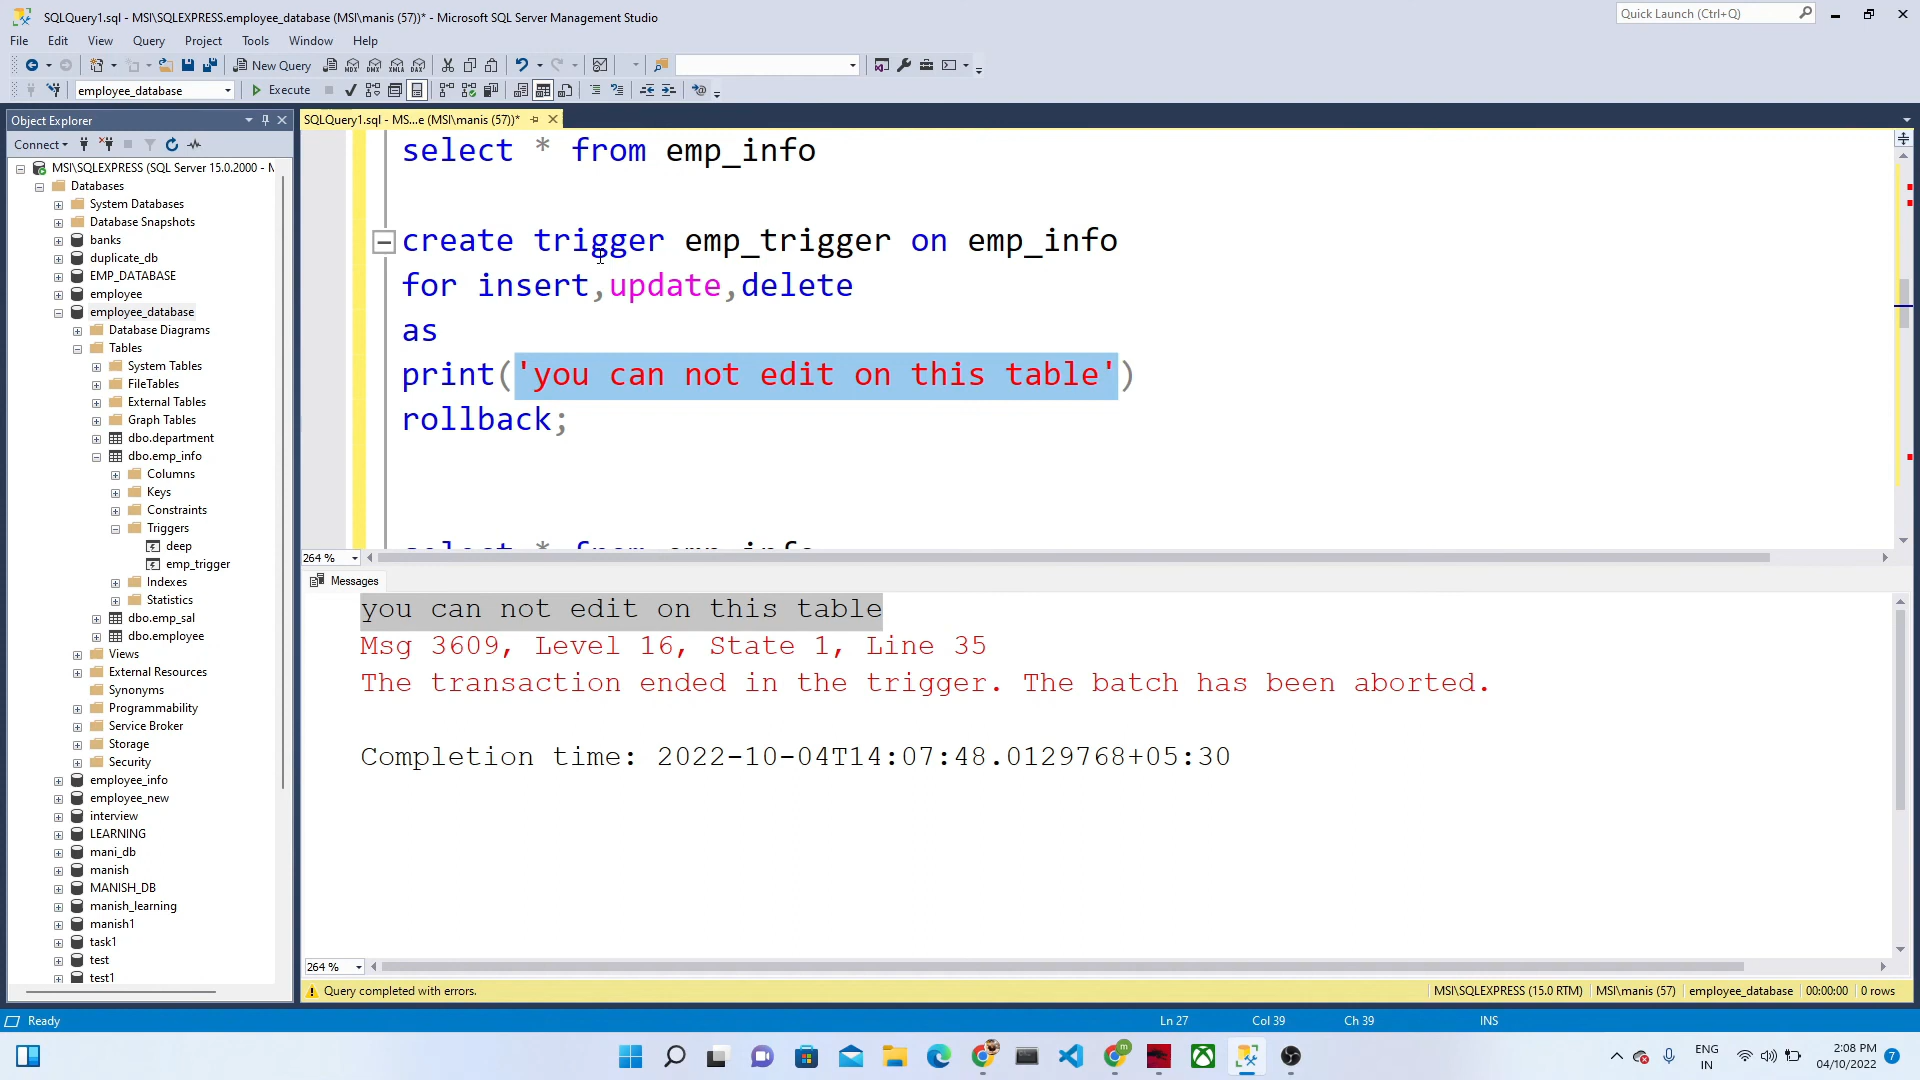 SQLQuery1.sql - MSI\SQLEXPRESS.employee_database (MSI\manis (57))* - Microsoft SQL Server Management Studio
Quick Launch (Ctrl+Q)
File Edit View Query Project Tools Window Help
New Query
MDX DMX XMLA DAX
employee_database
Execute
Object Explorer
SQLQuery1.sql - MS...e (MSI\manis (57))*
Connect
MSI\SQLEXPRESS (SQL Server 15.0.2000 - M
Databases
System Databases
Database Snapshots
banks
duplicate_db
EMP_DATABASE
employee
employee_database
Database Diagrams
Tables
System Tables
FileTables
External Tables
Graph Tables
dbo.department
dbo.emp_info
Columns
Keys
Constraints
Triggers
deep
emp_trigger
Indexes
Statistics
dbo.emp_sal
dbo.employee
Views
External Resources
Synonyms
Programmability
Service Broker
Storage
Security
employee_info
employee_new
interview
LEARNING
mani_db
manish
MANISH_DB
manish_learning
manish1
task1
test
test1
select * from emp_info
create trigger emp_trigger on emp_info
for insert,update,delete
as
print('you can not edit on this table')
rollback;
select * from emp_info
264 %
Messages
you can not edit on this table
Msg 3609, Level 16, State 1, Line 35
The transaction ended in the trigger. The batch has been aborted.
Completion time: 2022-10-04T14:07:48.0129768+05:30
264 %
Query completed with errors.
MSI\SQLEXPRESS (15.0 RTM) MSI\manis (57) employee_database 00:00:00 0 rows
Ready
Ln 27 Col 39 Ch 39 INS
m
ENG
IN
2:08 PM
04/10/2022
7